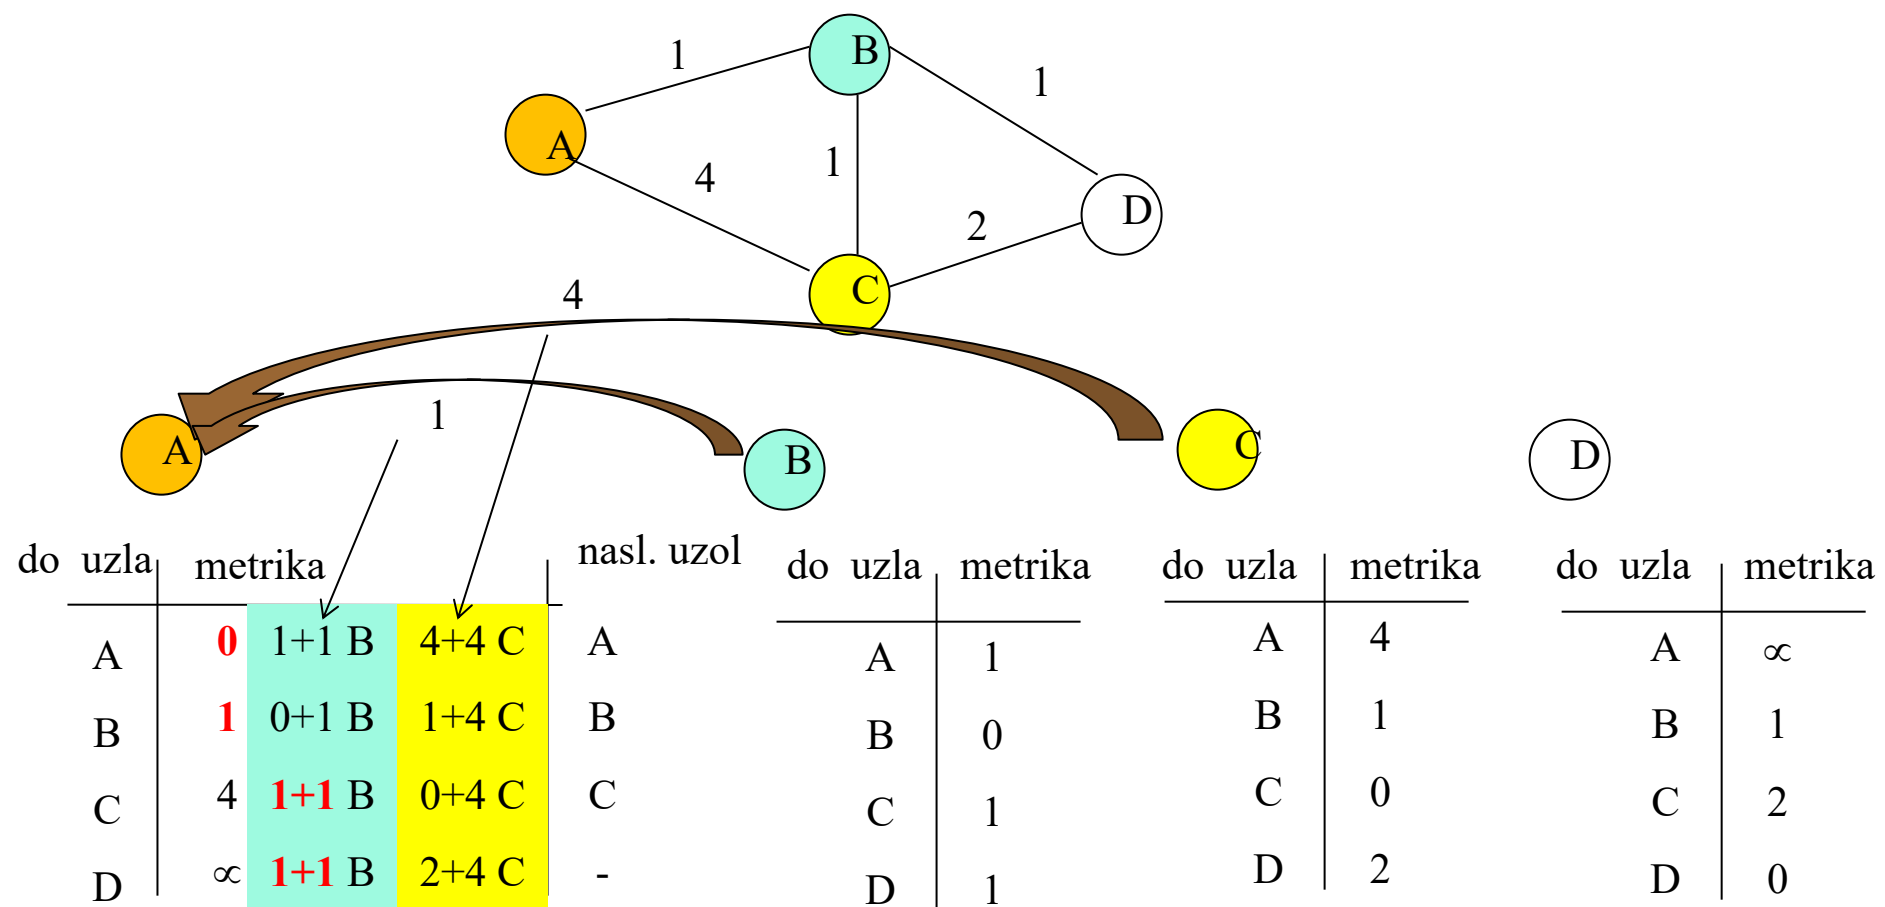 B
1
1
A
1
4
D
2
C
4
1
A
B
C
D
do uzla metrika nasl. uzol
A 0 1+1 B 4+4 C A
B 1 0+1 B 1+4 C B
C 4 1+1 B 0+4 C C
D ∝ 1+1 B 2+4 C -
do uzla metrika
A 1
B 0
C 1
D 1
do uzla metrika
A 4
B 1
C 0
D 2
do uzla metrika
A ∝
B 1
C 2
D 0